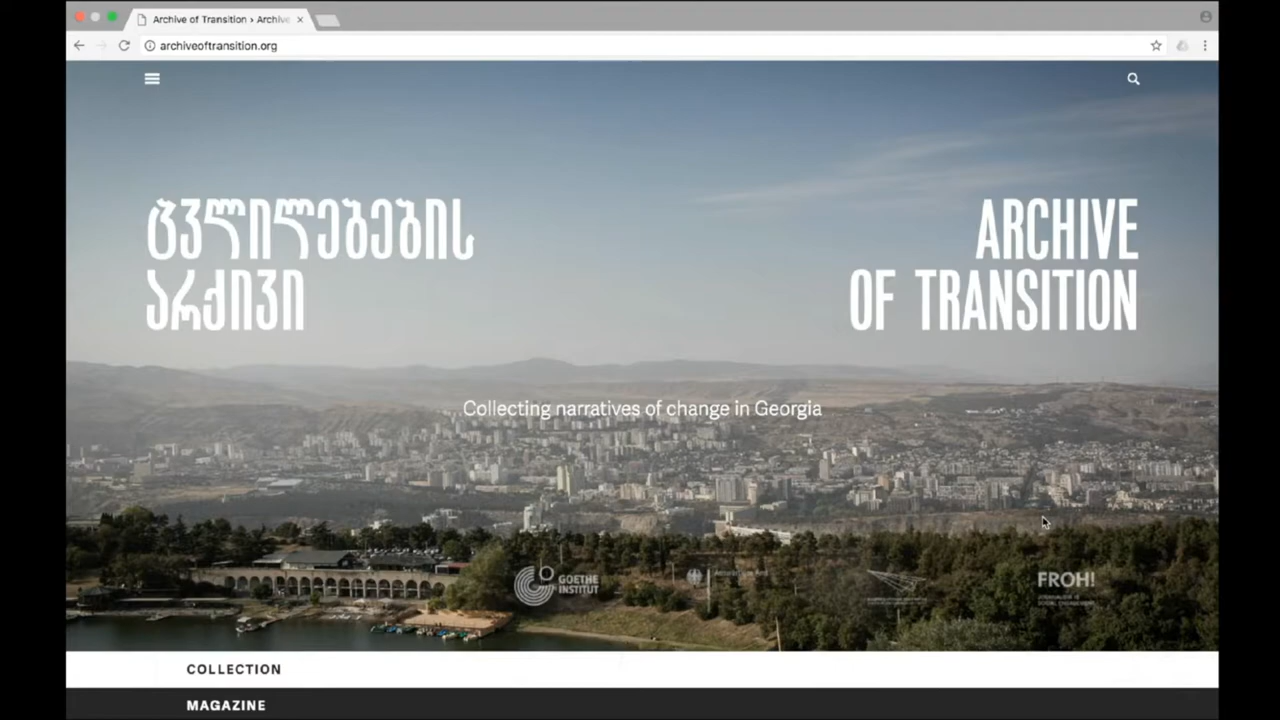 Archive of Transition › Archive
archiveoftransition.org
ცვლილებების
არქივი
ARCHIVE
OF TRANSITION
Collecting narratives of change in Georgia
GOETHE
INSTITUT
FROH!
COLLECTION
MAGAZINE